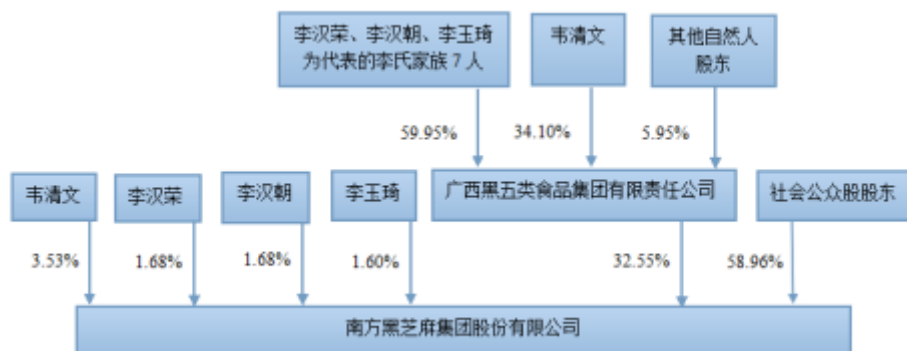 李汉荣、李汉朝、李玉琦
为代表的李氏家族 7 人
韦清文
其他自然人
股东
59.95%
34.10%
5.95%
韦清文
李汉荣
李汉朝
李玉琦
广西黑五类食品集团有限责任公司
社会公众股股东
3.53%
1.68%
1.68%
1.60%
32.55%
58.96%
南方黑芝麻集团股份有限公司